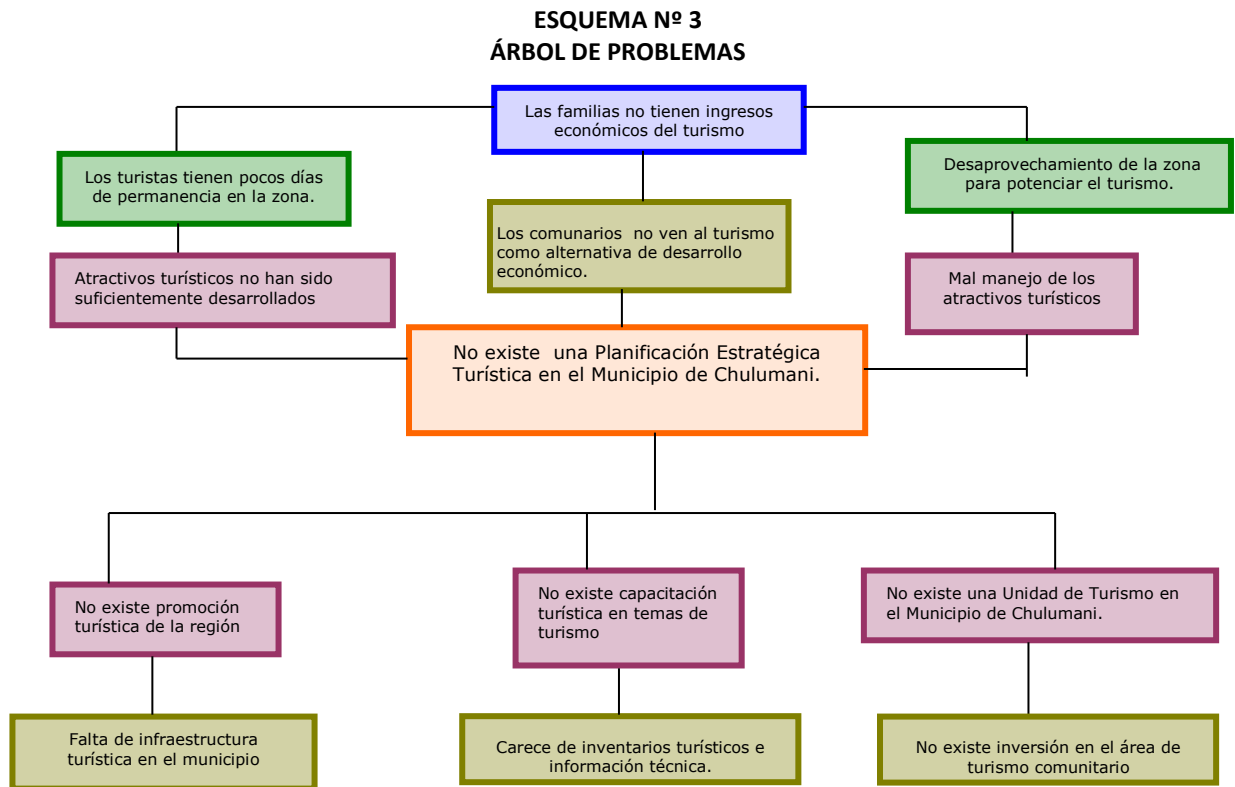 ESQUEMA Nº 3
ÁRBOL DE PROBLEMAS
Las familias no tienen ingresos
económicos del turismo
Los turistas tienen pocos días
de permanencia en la zona.
Desaprovechamiento de la zona
para potenciar el turismo.
Los comunarios no ven al turismo
como alternativa de desarrollo
económico.
Atractivos turísticos no han sido
suficientemente desarrollados
Mal manejo de los
atractivos turísticos
No existe una Planificación Estratégica
Turística en el Municipio de Chulumani.
No existe promoción
turística de la región
No existe capacitación
turística en temas de
turismo
No existe una Unidad de Turismo en
el Municipio de Chulumani.
Falta de infraestructura
turística en el municipio
Carece de inventarios turísticos e
información técnica.
No existe inversión en el área de
turismo comunitario